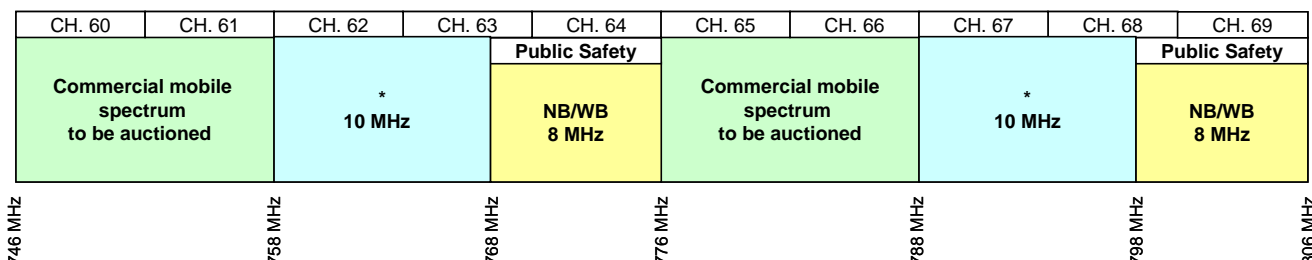 CH. 60 CH. 61 CH. 62 CH. 63 CH. 64 CH. 65 CH. 66 CH. 67 CH. 68 CH. 69
Public Safety Public Safety
Commercial mobile
spectrum
to be auctioned
*
10 MHz
NB/WB
8 MHz
Commercial mobile
spectrum
to be auctioned
*
10 MHz
NB/WB
8 MHz
746 MHz
758 MHz
768 MHz
776 MHz
788 MHz
798 MHz
806 MHz